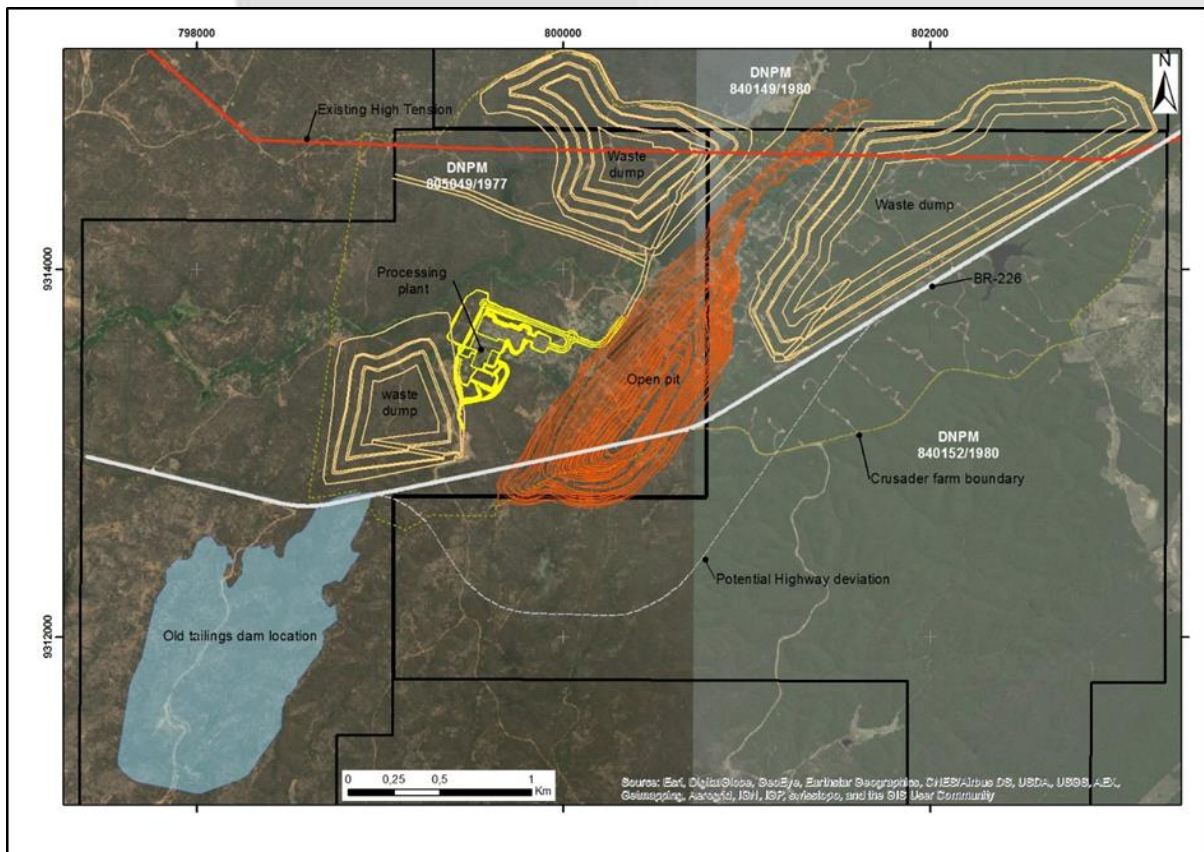 798000
800000
802000
N
DNPM
840149/1980
Existing High Tension
Waste
dump
DNPM
805049/1977
Waste dump
9314000
Processing
plant
BR-226
Open pit
waste
dump
DNPM
840152/1980
Crusader farm boundary
Potential Highway deviation
9312000
Old tailings dam location
0 0,25 0,5 1
Km
Source: Esri, DigitalGlobe, GeoEye, Earthstar Geographics, CNES/Airbus DS, USDA, USGS, AEX,
Getmapping, Aerogrid, IGN, IGP, swisstopo, and the GIS User Community